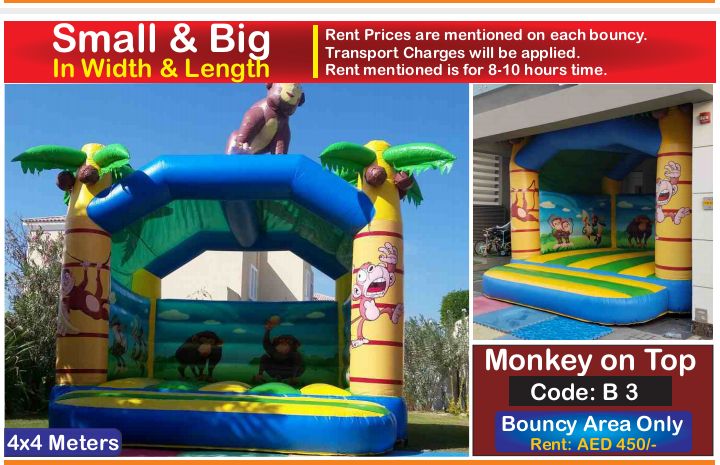 Small & Big
In Width & Length
Rent Prices are mentioned on each bouncy.
Transport Charges will be applied.
Rent mentioned is for 8-10 hours time.
4x4 Meters
Monkey on Top
Code: B 3
Bouncy Area Only
Rent: AED 450/-